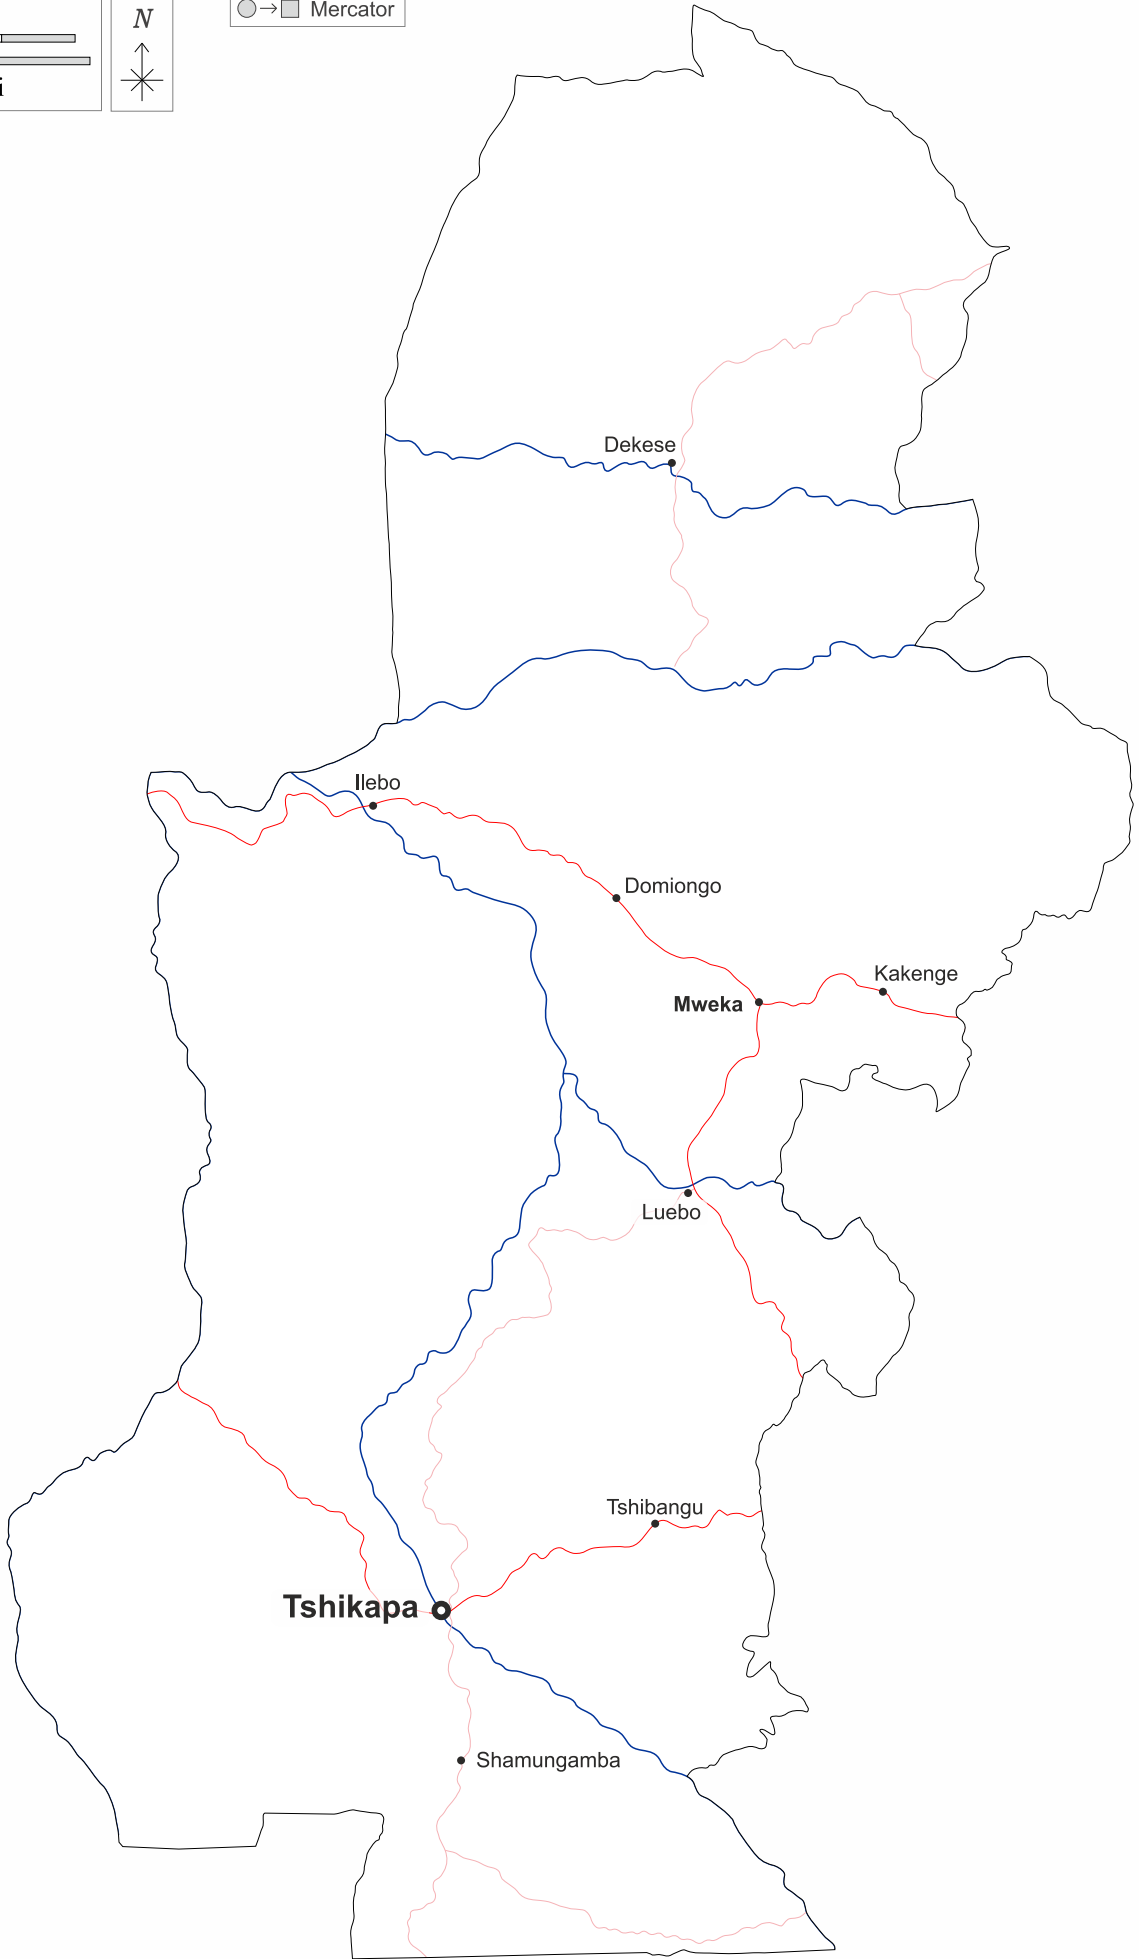 N
Mercator
i
Dekese
Ilebo
Domiongo
Kakenge
Mweka
Luebo
Tshibangu
Tshikapa
Shamungamba